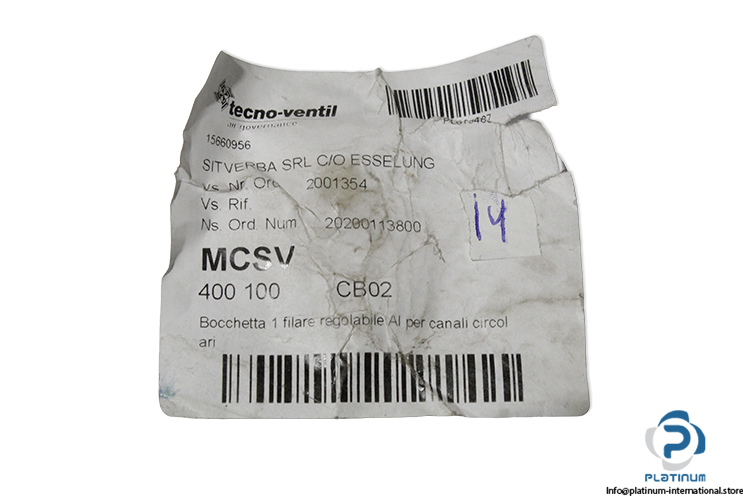 tecno-ventil
air governance
15660956
SITVERBA SRL C/O ESSELUNG
Vs. Nr. Ord 2001354
Vs. Rif.
Ns. Ord. Num 20200113800
14
MCSV
400 100 CB02
Bocchetta 1 filare regolabile Al per canali circol
ari
PLATINUM
Info@platinum-international.store